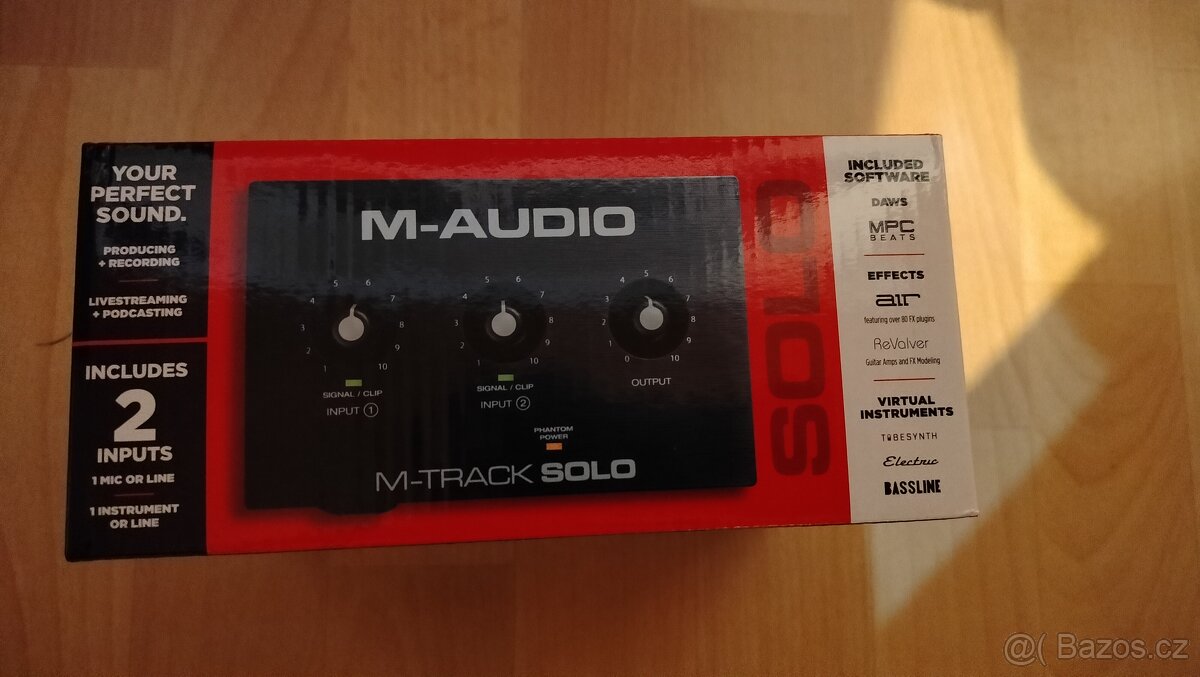 YOUR
PERFECT
SOUND.
PRODUCING
+ RECORDING
LIVESTREAMING
+ PODCASTING
INCLUDES
2
INPUTS
1 MIC OR LINE
1 INSTRUMENT
OR LINE
M-AUDIO
1 2 3 4 5 6 7 8 9 10
SIGNAL / CLIP
INPUT 1
1 2 3 4 5 6 7 8 9 10
SIGNAL / CLIP
INPUT 2
0 1 2 3 4 5 6 7 8 9 10
OUTPUT
PHANTOM
POWER
M-TRACK SOLO
SOLO
INCLUDED
SOFTWARE
DAWS
MPC
BEATS
EFFECTS
air
featuring over 80 FX plugins
ReValver
Guitar Amps and FX Modeling
VIRTUAL
INSTRUMENTS
TUBESYNTH
Electric
BASSLINE
@( Bazos.cz